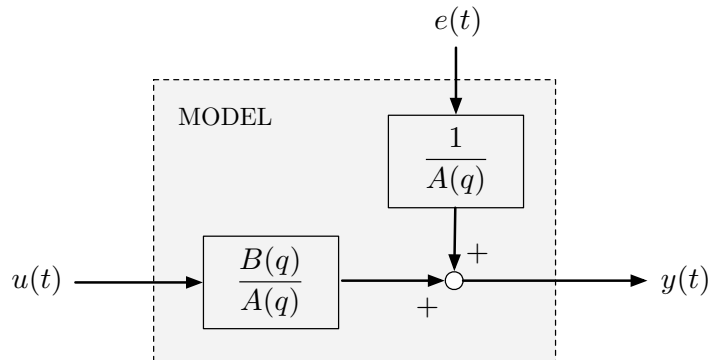 e(t)
MODEL
1
A(q)
+
u(t)
B(q)
A(q)
+
y(t)